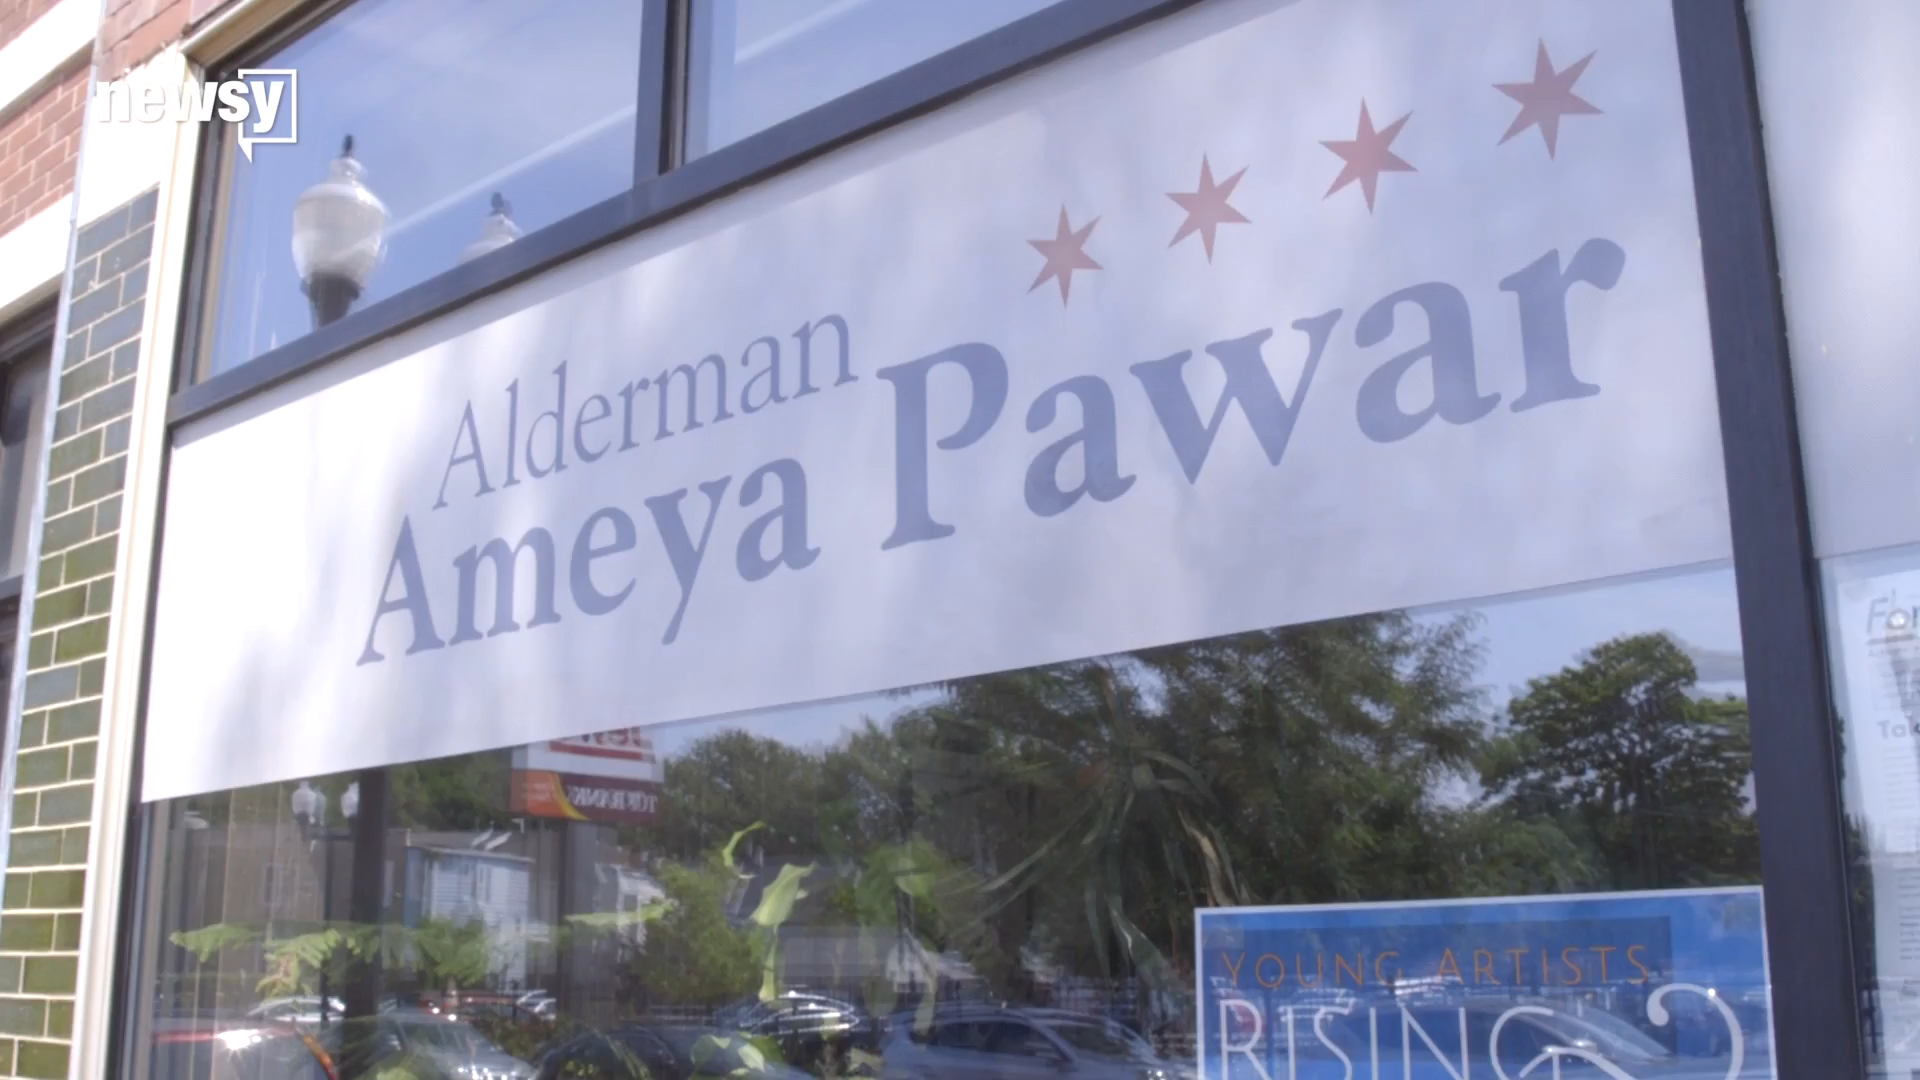 newsy
Alderman
Ameya Pawar
YOUNG ARTISTS
RISING